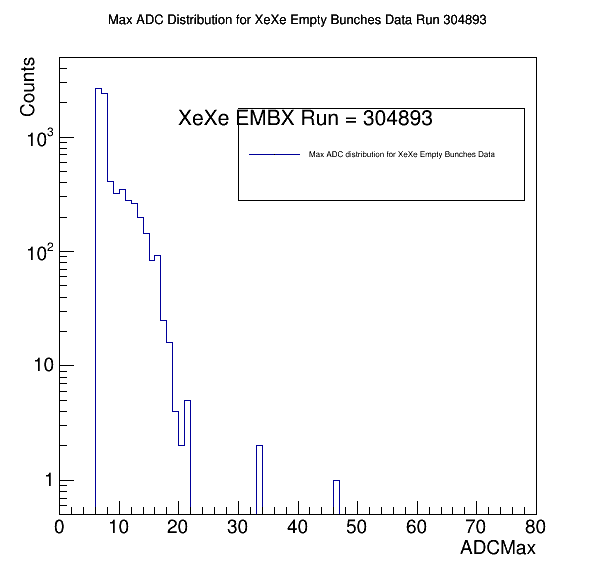 Max ADC Distribution for XeXe Empty Bunches Data Run 304893
Counts
XeXe EMBX Run = 304893
Max ADC distribution for XeXe Empty Bunches Data
10^3
10^2
10
1
0 10 20 30 40 50 60 70 80
ADCMax